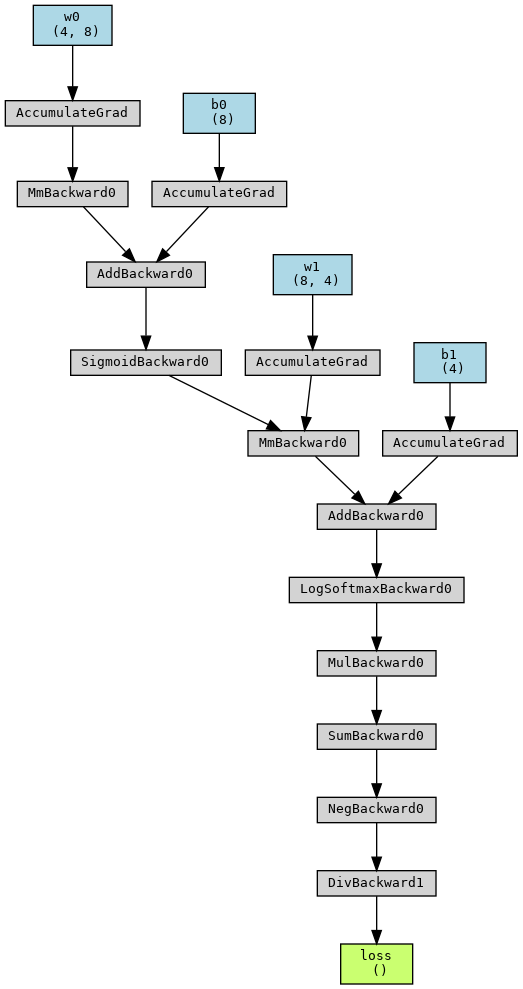 w0
(4, 8)
AccumulateGrad
b0
(8)
MmBackward0
AccumulateGrad
AddBackward0
w1
(8, 4)
SigmoidBackward0
AccumulateGrad
b1
(4)
MmBackward0
AccumulateGrad
AddBackward0
LogSoftmaxBackward0
MulBackward0
SumBackward0
NegBackward0
DivBackward1
loss
()